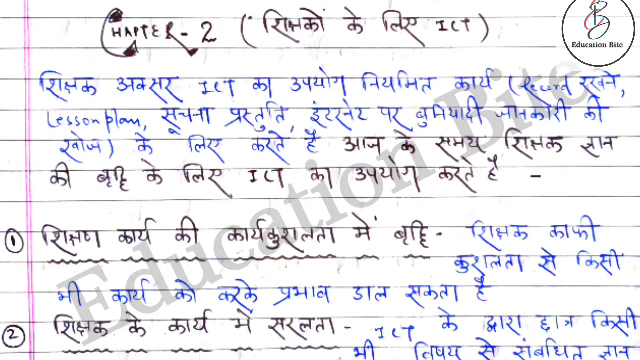 B
Education Bite
CHAPTER - 2 ( शिक्षकों के लिए ICT )
शिक्षक अक्सर ICT का उपयोग नियमित कार्य (Record रखने,
Lesson plan, सूचना प्रस्तुति, इंटरनेट पर बुनियादी जानकारी की
खोज) के लिए करते हैं आज के समय शिक्षक ज्ञान
की बृद्धि के लिए ICT का उपयोग करते हैं -
① शिक्षण कार्य की कार्यकुशलता में बृद्धि - शिक्षक काफी
कुशलता से किसी
भी कार्य को करके प्रभाव डाल सकता है
② शिक्षक के कार्य में सरलता - ICT के द्वारा छात्र किसी
भी विषय से संबंधित ज्ञान
Education Bite